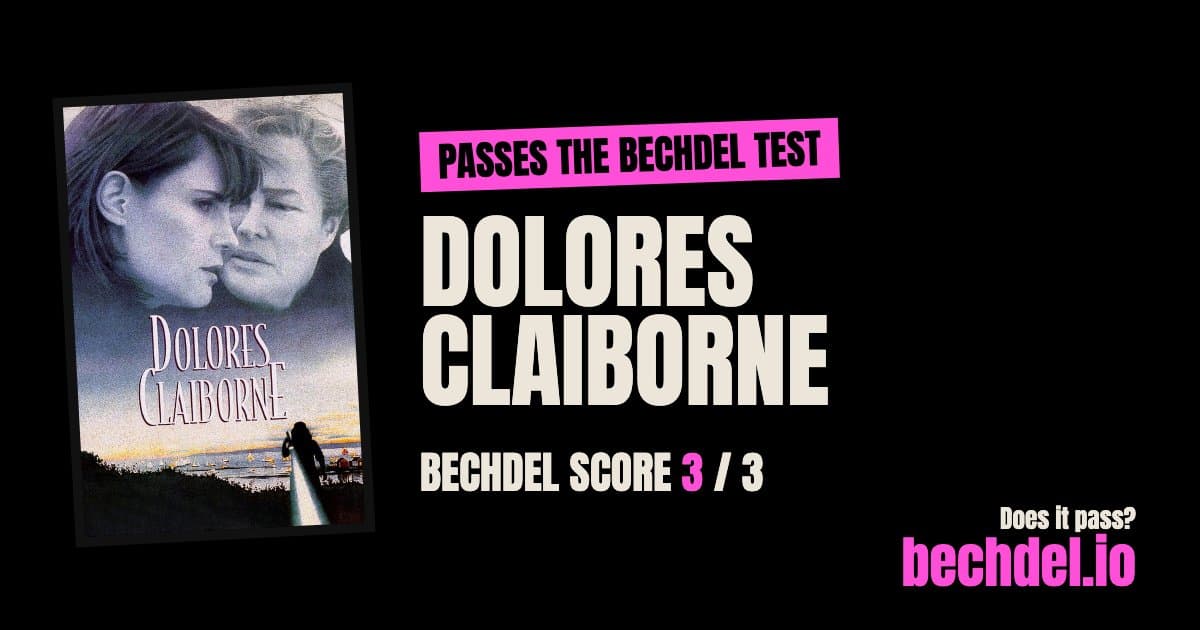 PASSES THE BECHDEL TEST
DOLORES
CLAIBORNE
DOLORES
CLAIBORNE
BECHDEL SCORE 3 / 3
Does it pass?
bechdel.io